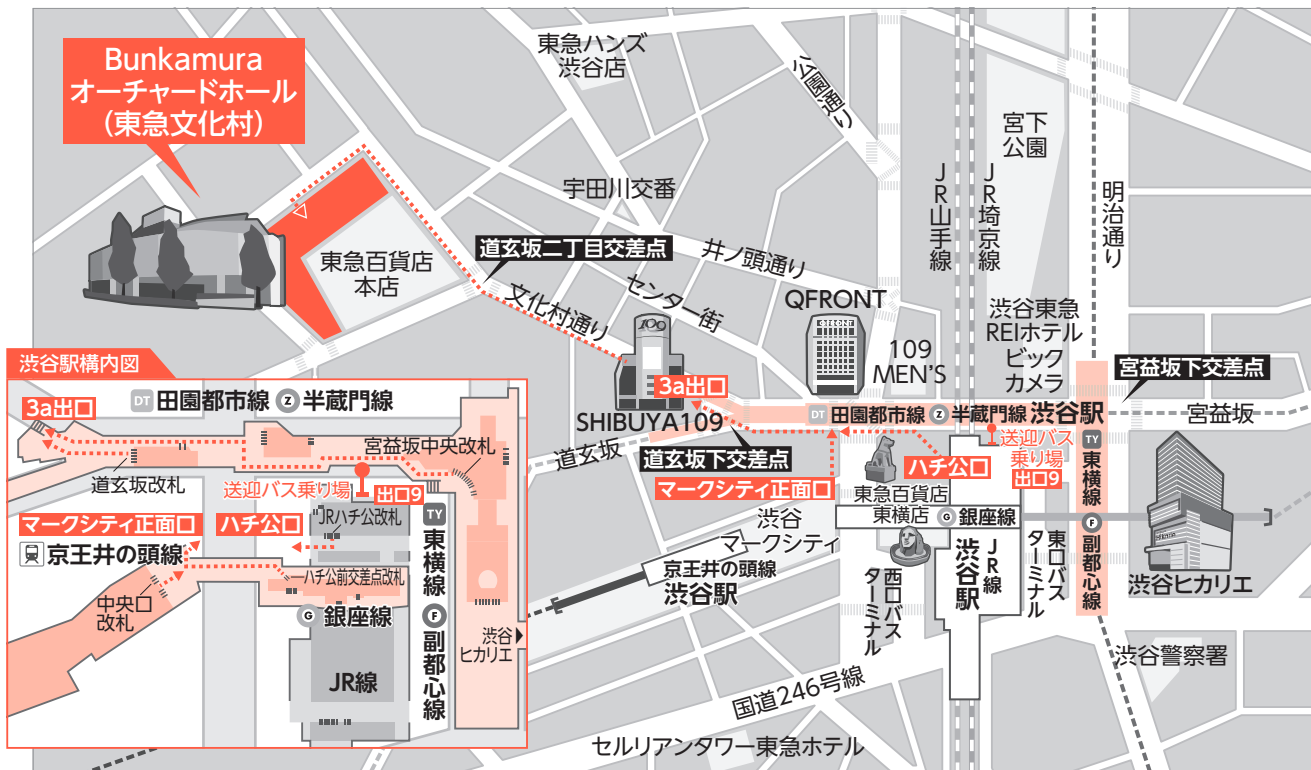 Bunkamura
オーチャードホール
(東急文化村)
東急ハンズ
渋谷店
公園通り
宮下
公園
JR山手線
JR埼京線
明治通り
宇田川交番
東急百貨店
本店
道玄坂二丁目交差点
井ノ頭通り
センター街
文化村通り
QFRONT
109
MEN'S
渋谷東急
REIホテル
ビック
カメラ
宮益坂下交差点
宮益坂
109
3a出口
SHIBUYA109
DT 田園都市線 Z 半蔵門線 渋谷駅
道玄坂
道玄坂下交差点
マークシティ正面口
ハチ公口
送迎バス
乗り場
出口9
TY 東横線
F 副都心線
東急百貨店
東横店
G 銀座線
渋谷
マークシティ
京王井の頭線
渋谷駅
西口バス
ターミナル
JR線
渋谷駅
東口バス
ターミナル
渋谷ヒカリエ
渋谷警察署
国道246号線
セルリアンタワー東急ホテル
渋谷駅構内図
3a出口
DT 田園都市線 Z 半蔵門線
宮益坂中央改札
道玄坂改札
送迎バス乗り場
出口9
マークシティ正面口
ハチ公口
JRハチ公改札
京王井の頭線
ハチ公前交差点改札
中央口
改札
G 銀座線
TY 東横線
F 副都心線
渋谷
ヒカリエ
JR線